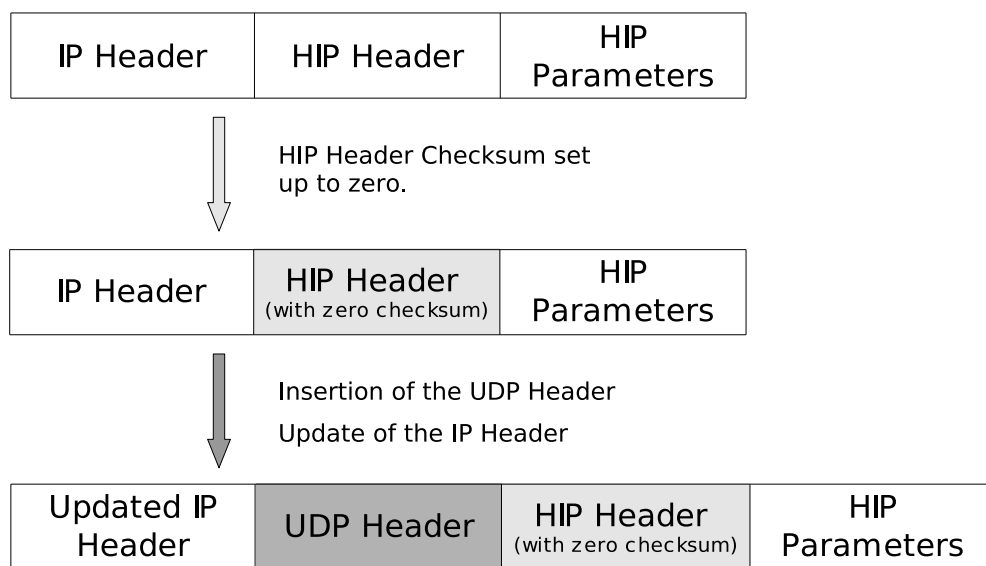 IP Header HIP Header HIP
Parameters
HIP Header Checksum set
up to zero.
IP Header HIP Header HIP
(with zero checksum) Parameters
Insertion of the UDP Header
Update of the IP Header
Updated IP
Header
UDP Header
HIP Header
(with zero checksum)
HIP
Parameters